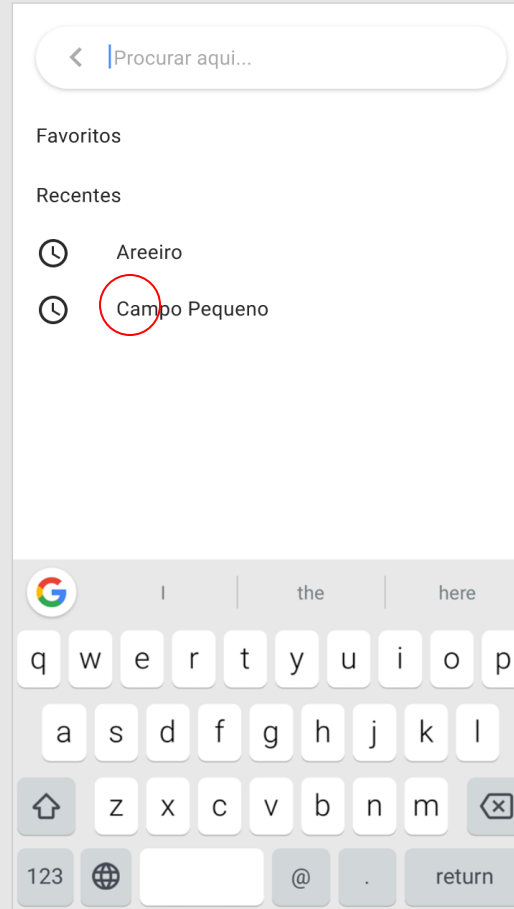 Procurar aqui...
Favoritos
Recentes
Areeiro
Campo Pequeno
G I the here
q w e r t y u i o p
a s d f g h j k l
z x c v b n m
123 @ . return